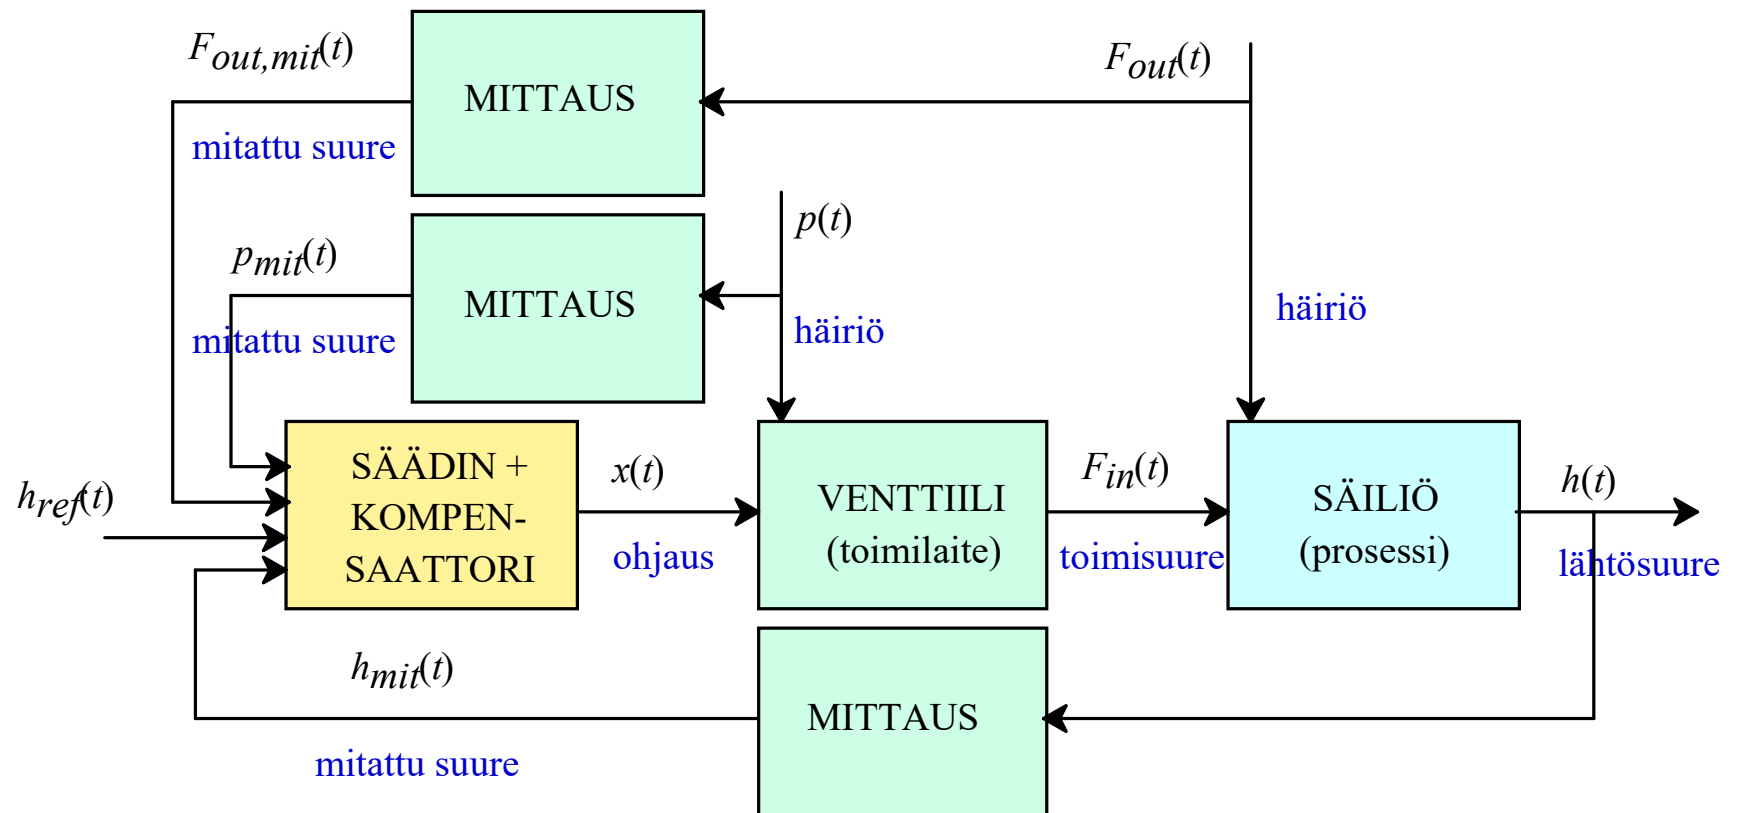 F_out,mit(t)
F_out(t)
MITTAUS
mitattu suure
p(t)
p_mit(t)
MITTAUS
häiriö
häiriö
mitattu suure
h_ref(t)
SÄÄDIN +
KOMPEN-
SAATTORI
x(t)
ohjaus
VENTTIILI
(toimilaite)
F_in(t)
toimisuure
SÄILIÖ
(prosessi)
h(t)
lähtösuure
h_mit(t)
MITTAUS
mitattu suure